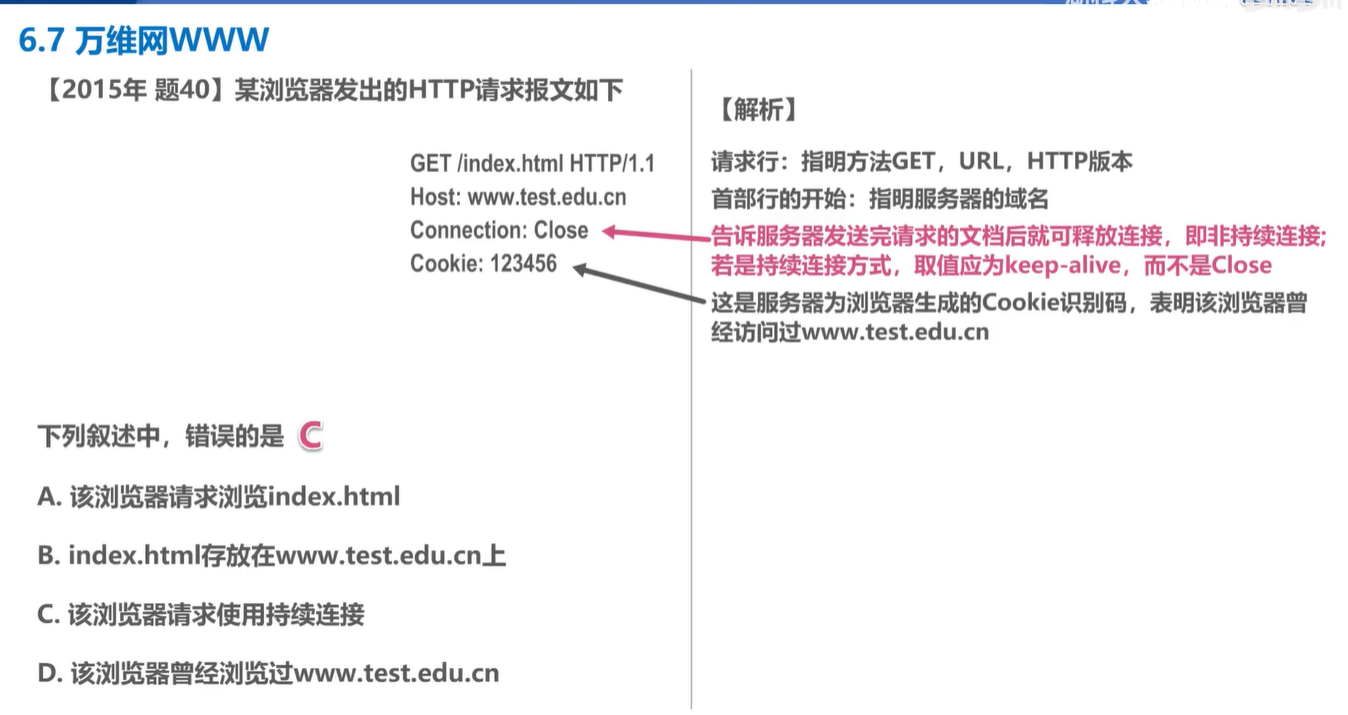 6.7 万维网WWW
【2015年 题40】某浏览器发出的HTTP请求报文如下
GET /index.html HTTP/1.1
Host: www.test.edu.cn
Connection: Close
Cookie: 123456
下列叙述中，错误的是 C
A. 该浏览器请求浏览index.html
B. index.html存放在www.test.edu.cn上
C. 该浏览器请求使用持续连接
D. 该浏览器曾经浏览过www.test.edu.cn
【解析】
请求行：指明方法GET，URL，HTTP版本
首部行的开始：指明服务器的域名
告诉服务器发送完请求的文档后就可释放连接，即非持续连接;
若是持续连接方式，取值应为keep-alive，而不是Close
这是服务器为浏览器生成的Cookie识别码，表明该浏览器曾
经访问过www.test.edu.cn